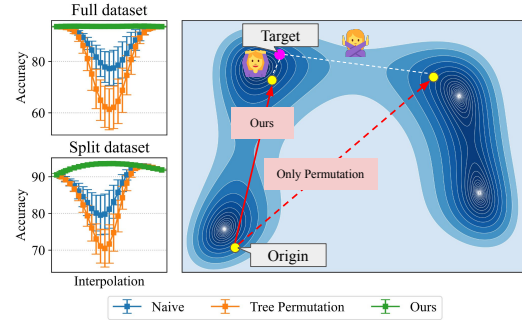 Full dataset
Accuracy
80
60
Split dataset
Accuracy
90
80
70
Interpolation
Target
Ours
Only Permutation
Origin
Naive
Tree Permutation
Ours